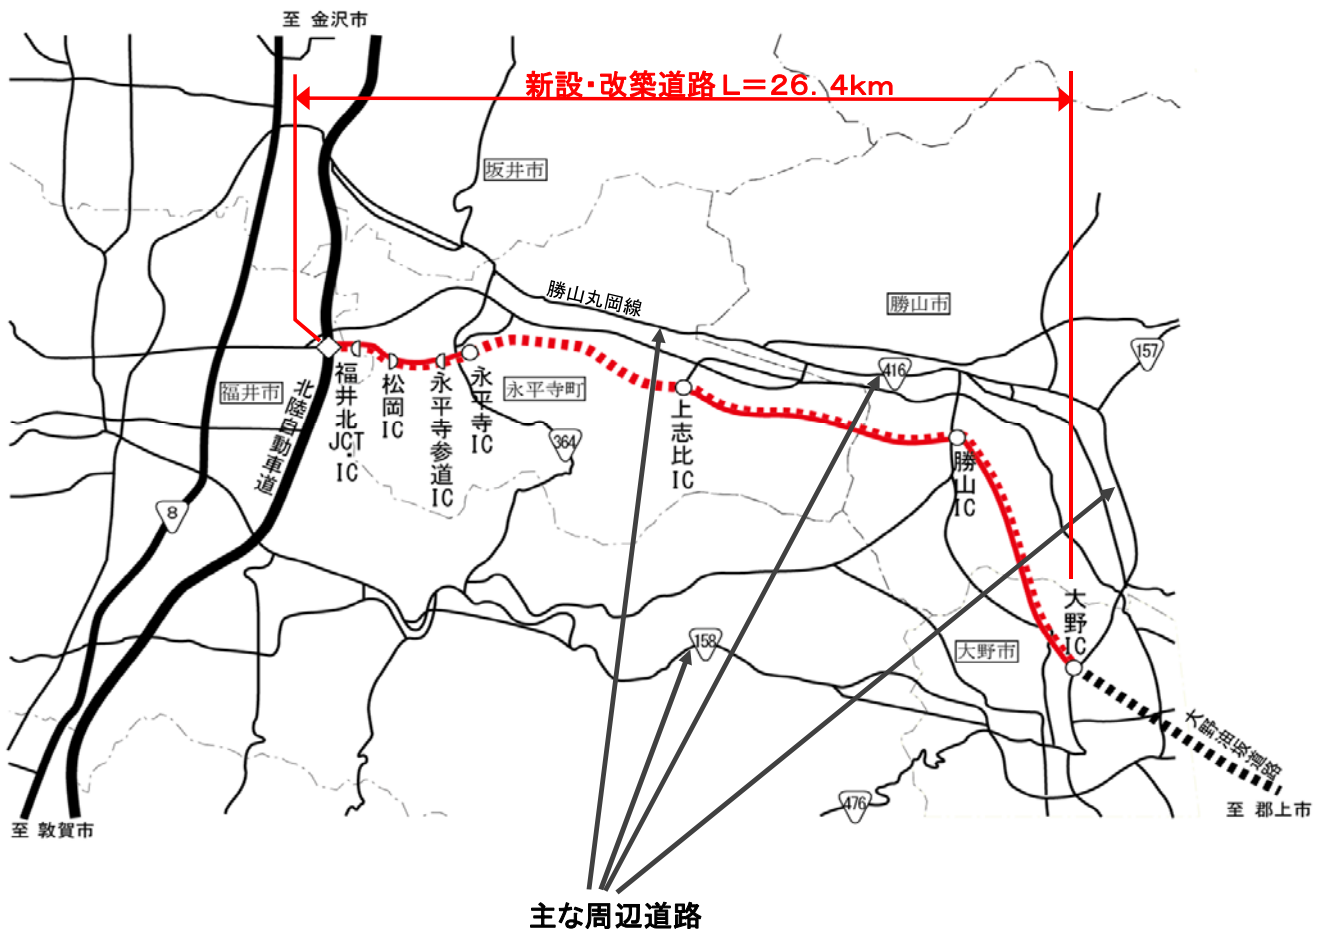 至 金沢市
新設・改築道路 L=26.4km
坂井市
勝山丸岡線
勝山市
157
416
福井市
北陸自動車道
福井北JCT・IC
松岡IC
永平寺参道IC
永平寺IC
永平寺町
上志比IC
364
勝山IC
8
大野IC
158
大野市
大野油坂道路
476
至 郡上市
至 敦賀市
主な周辺道路